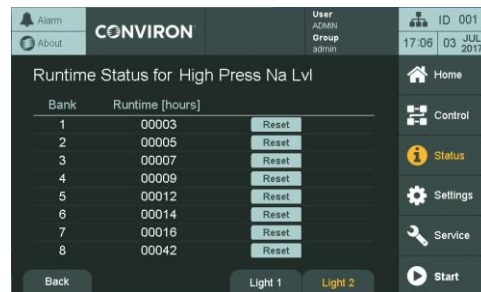 Alarm
About
CONVIRON
User
ADMIN
Group
admin
ID 001
17:06 03 JUL 2017
Runtime Status for High Press Na Lvl
Bank Runtime [hours]
1 00003 Reset
2 00005 Reset
3 00007 Reset
4 00009 Reset
5 00012 Reset
6 00014 Reset
7 00016 Reset
8 00042 Reset
Back Light 1 Light 2
Home
Control
Status
Settings
Service
Start